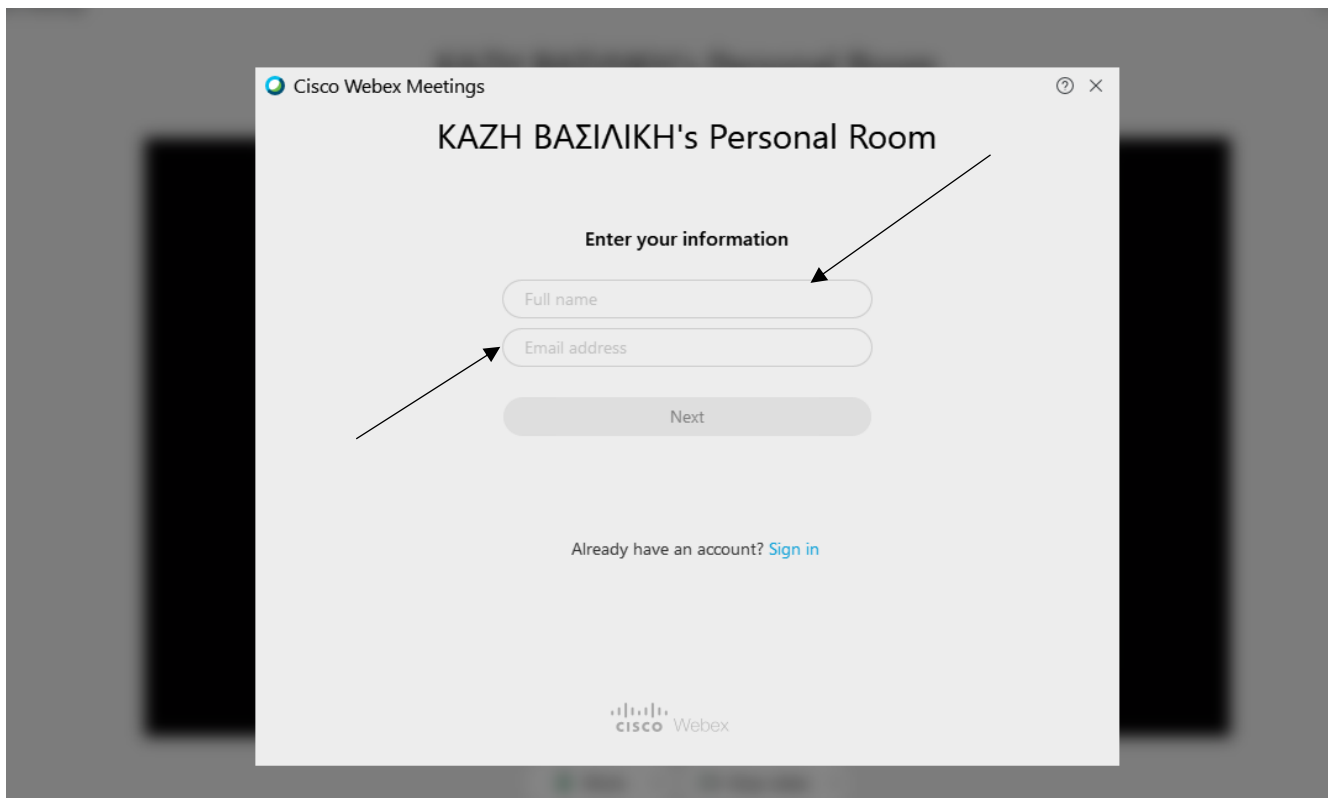 Cisco Webex Meetings
ΚΑΖΗ ΒΑΣΙΛΙΚΗ's Personal Room
Enter your information
Full name
Email address
Next
Already have an account? Sign in
cisco Webex